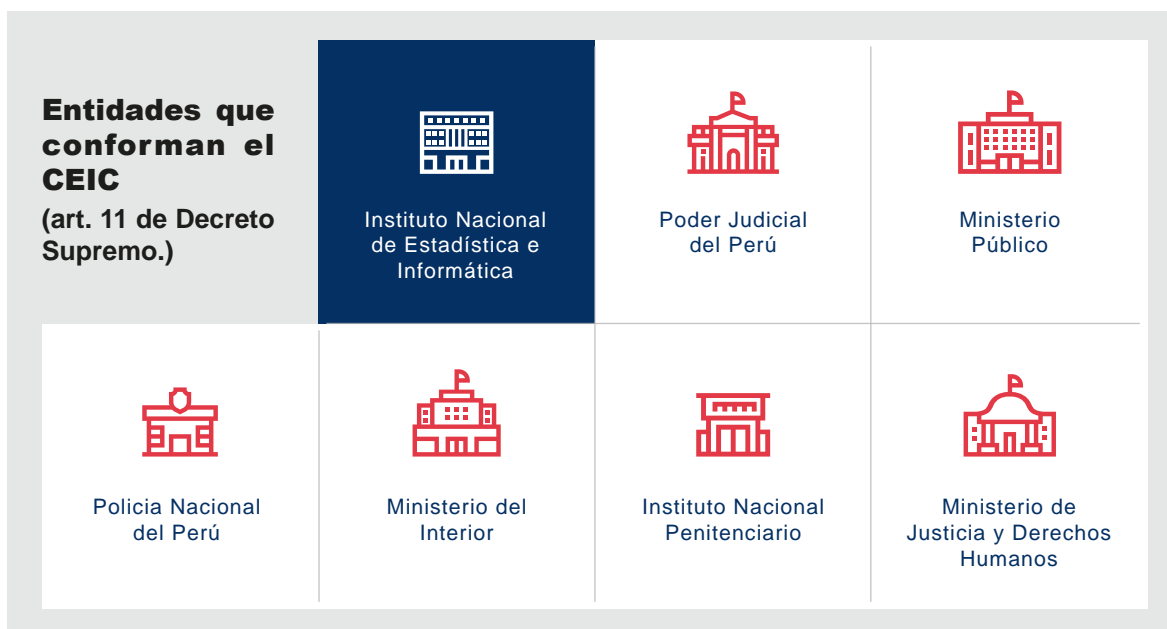 Entidades que
conforman el
CEIC
(art. 11 de Decreto
Supremo.)
Instituto Nacional
de Estadística e
Informática
Poder Judicial
del Perú
Ministerio
Público
Policia Nacional
del Perú
Ministerio del
Interior
Instituto Nacional
Penitenciario
Ministerio de
Justicia y Derechos
Humanos